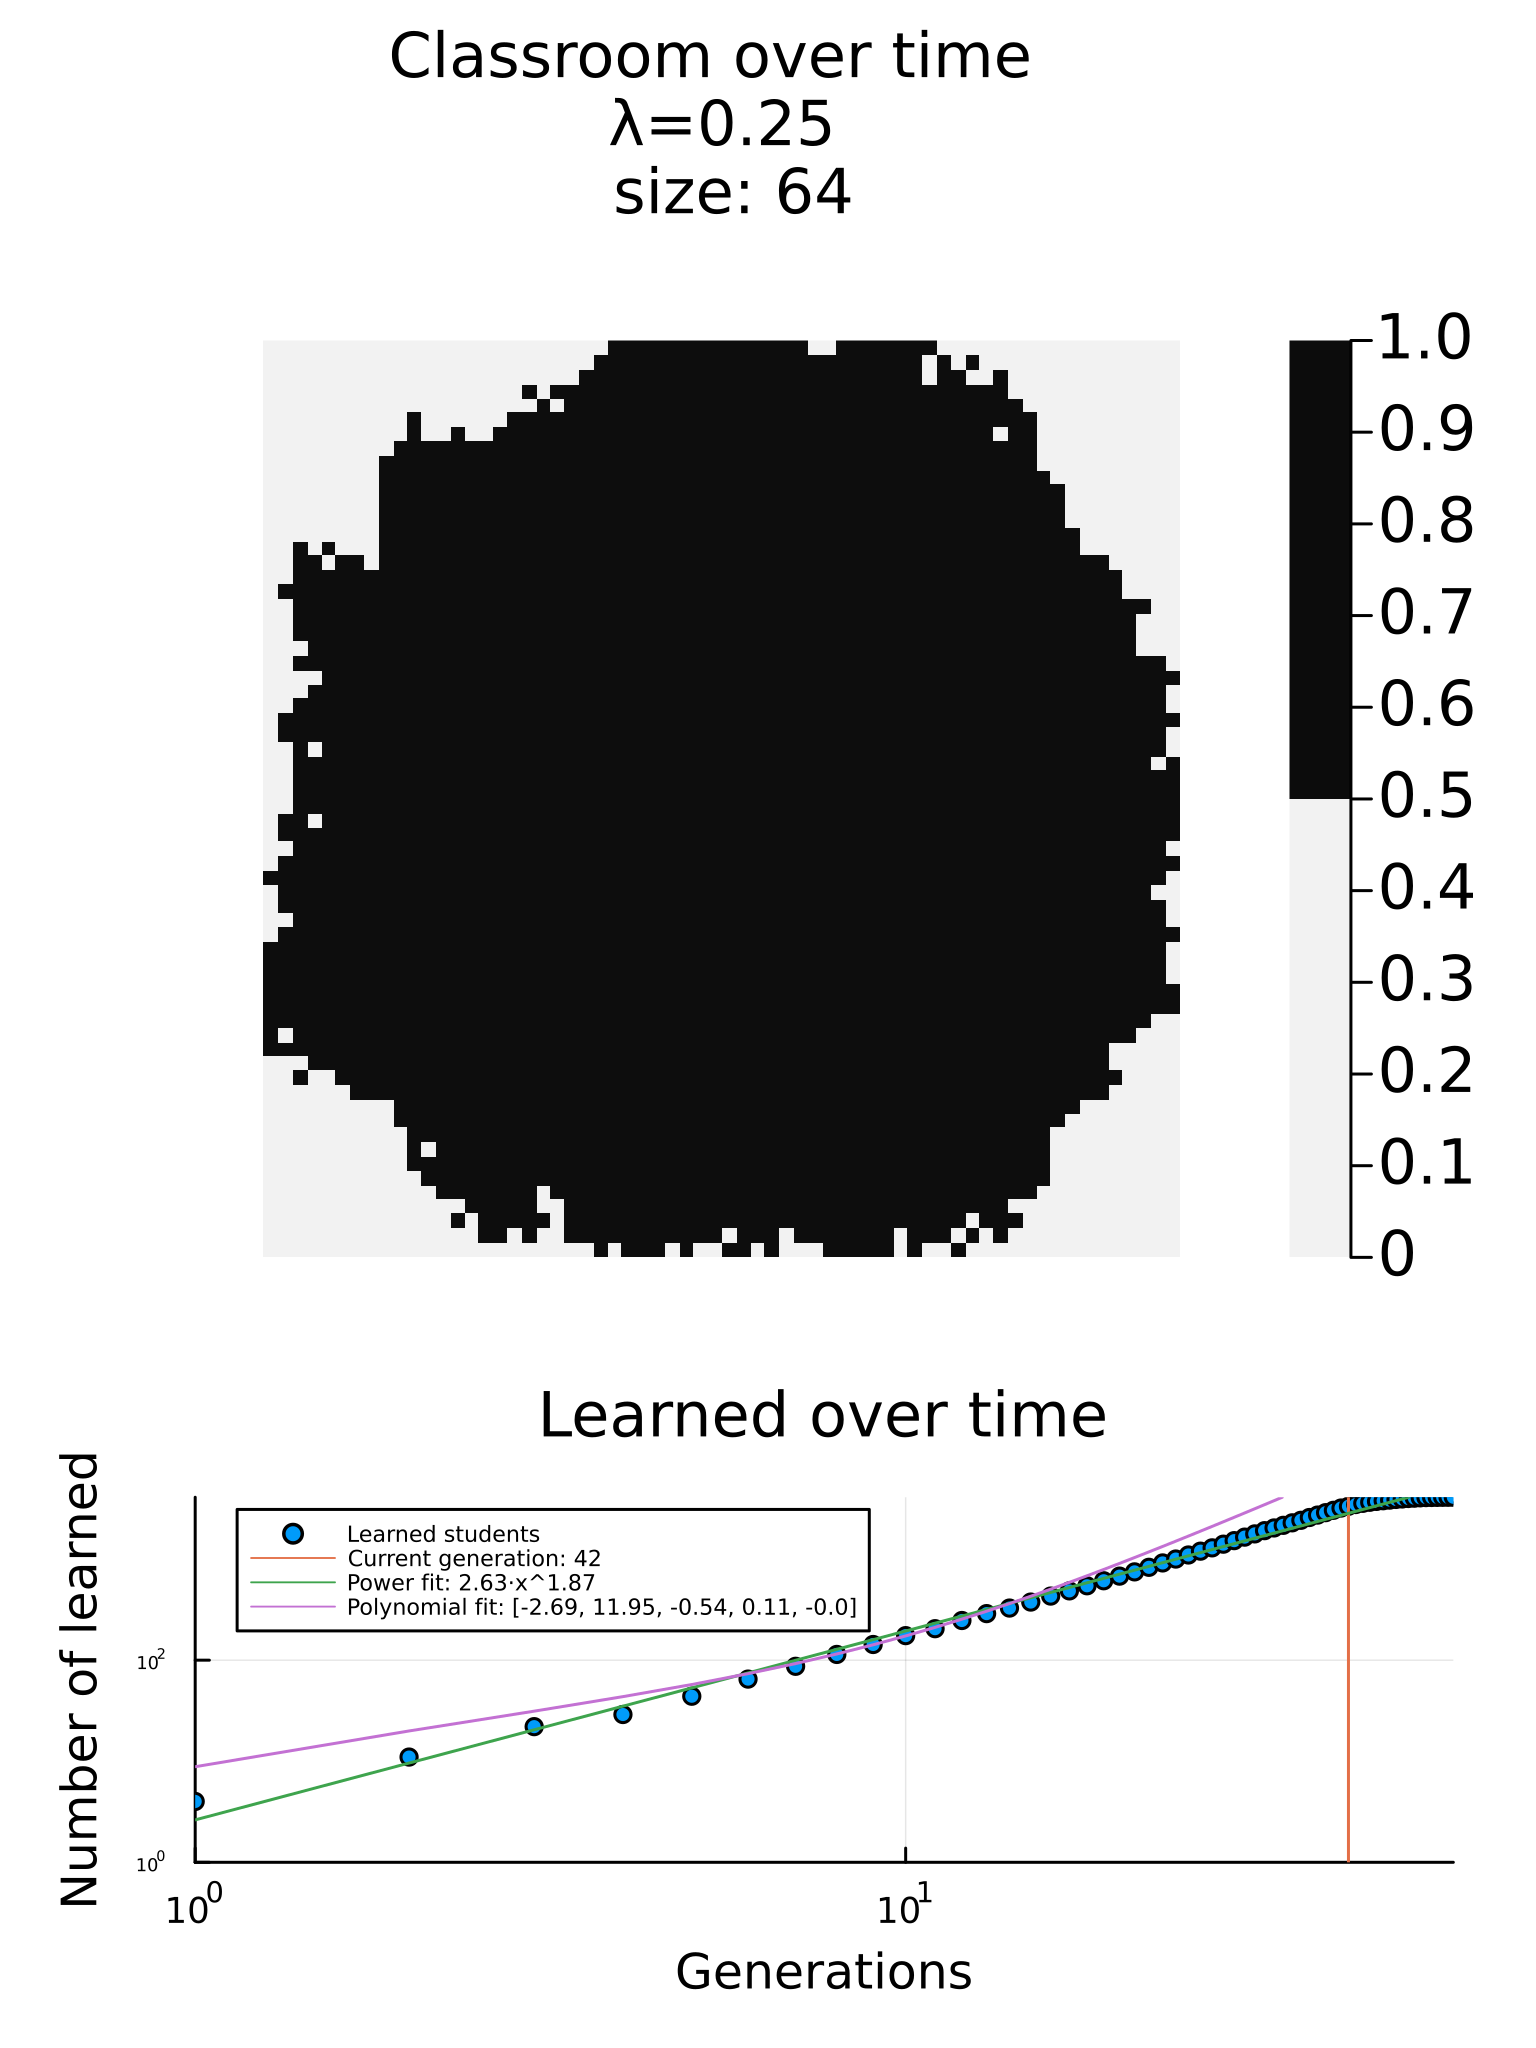 Classroom over time
λ=0.25
size: 64
1.0
0.9
0.8
0.7
0.6
0.5
0.4
0.3
0.2
0.1
0
Learned over time
Number of learned
Learned students
Current generation: 42
Power fit: 2.63·x^1.87
Polynomial fit: [-2.69, 11.95, -0.54, 0.11, -0.0]
10²
10⁰
10⁰
10¹
Generations